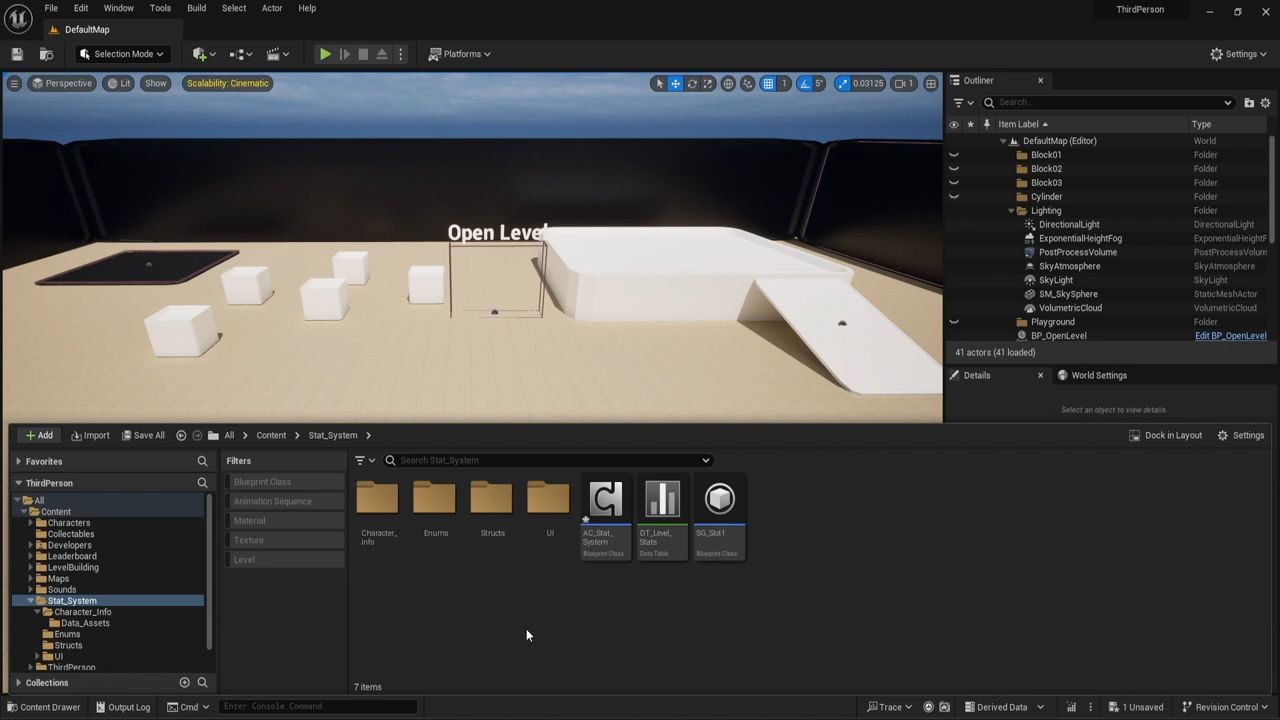 File
Edit
Window
Tools
Build
Select
Actor
Help
ThirdPerson
DefaultMap
Selection Mode
Platforms
Settings
Perspective
Lit
Show
Scalability: Cinematic
1
5°
0.03125
1
Open Level
Outliner
Search...
Item Label
Type
DefaultMap (Editor)
World
Block01
Folder
Block02
Folder
Block03
Folder
Cylinder
Folder
Lighting
Folder
DirectionalLight
DirectionalLight
ExponentialHeightFog
ExponentialHeightF
PostProcessVolume
PostProcessVolum
SkyAtmosphere
SkyAtmosphere
SkyLight
SkyLight
SM_SkySphere
StaticMeshActor
VolumetricCloud
VolumetricCloud
Playground
Folder
BP_OpenLevel
Edit BP_OpenLevel
41 actors (41 loaded)
Details
World Settings
Select an object to view details.
Add
Import
Save All
All
Content
Stat_System
Dock in Layout
Settings
Favorites
ThirdPerson
All
Content
Characters
Collectables
Developers
Leaderboard
LevelBuilding
Maps
Sounds
Stat_System
Character_Info
Data_Assets
Enums
Structs
UI
ThirdPerson
Collections
Filters
Blueprint Class
Animation Sequence
Material
Texture
Level
Search Stat_System
Character_
Info
Enums
Structs
UI
AC_Stat_
System
Blueprint Class
DT_Level_
Stats
Data Table
SG_Slot1
Blueprint Class
7 items
Content Drawer
Output Log
Cmd
Enter Console Command
Trace
Derived Data
1 Unsaved
Revision Control